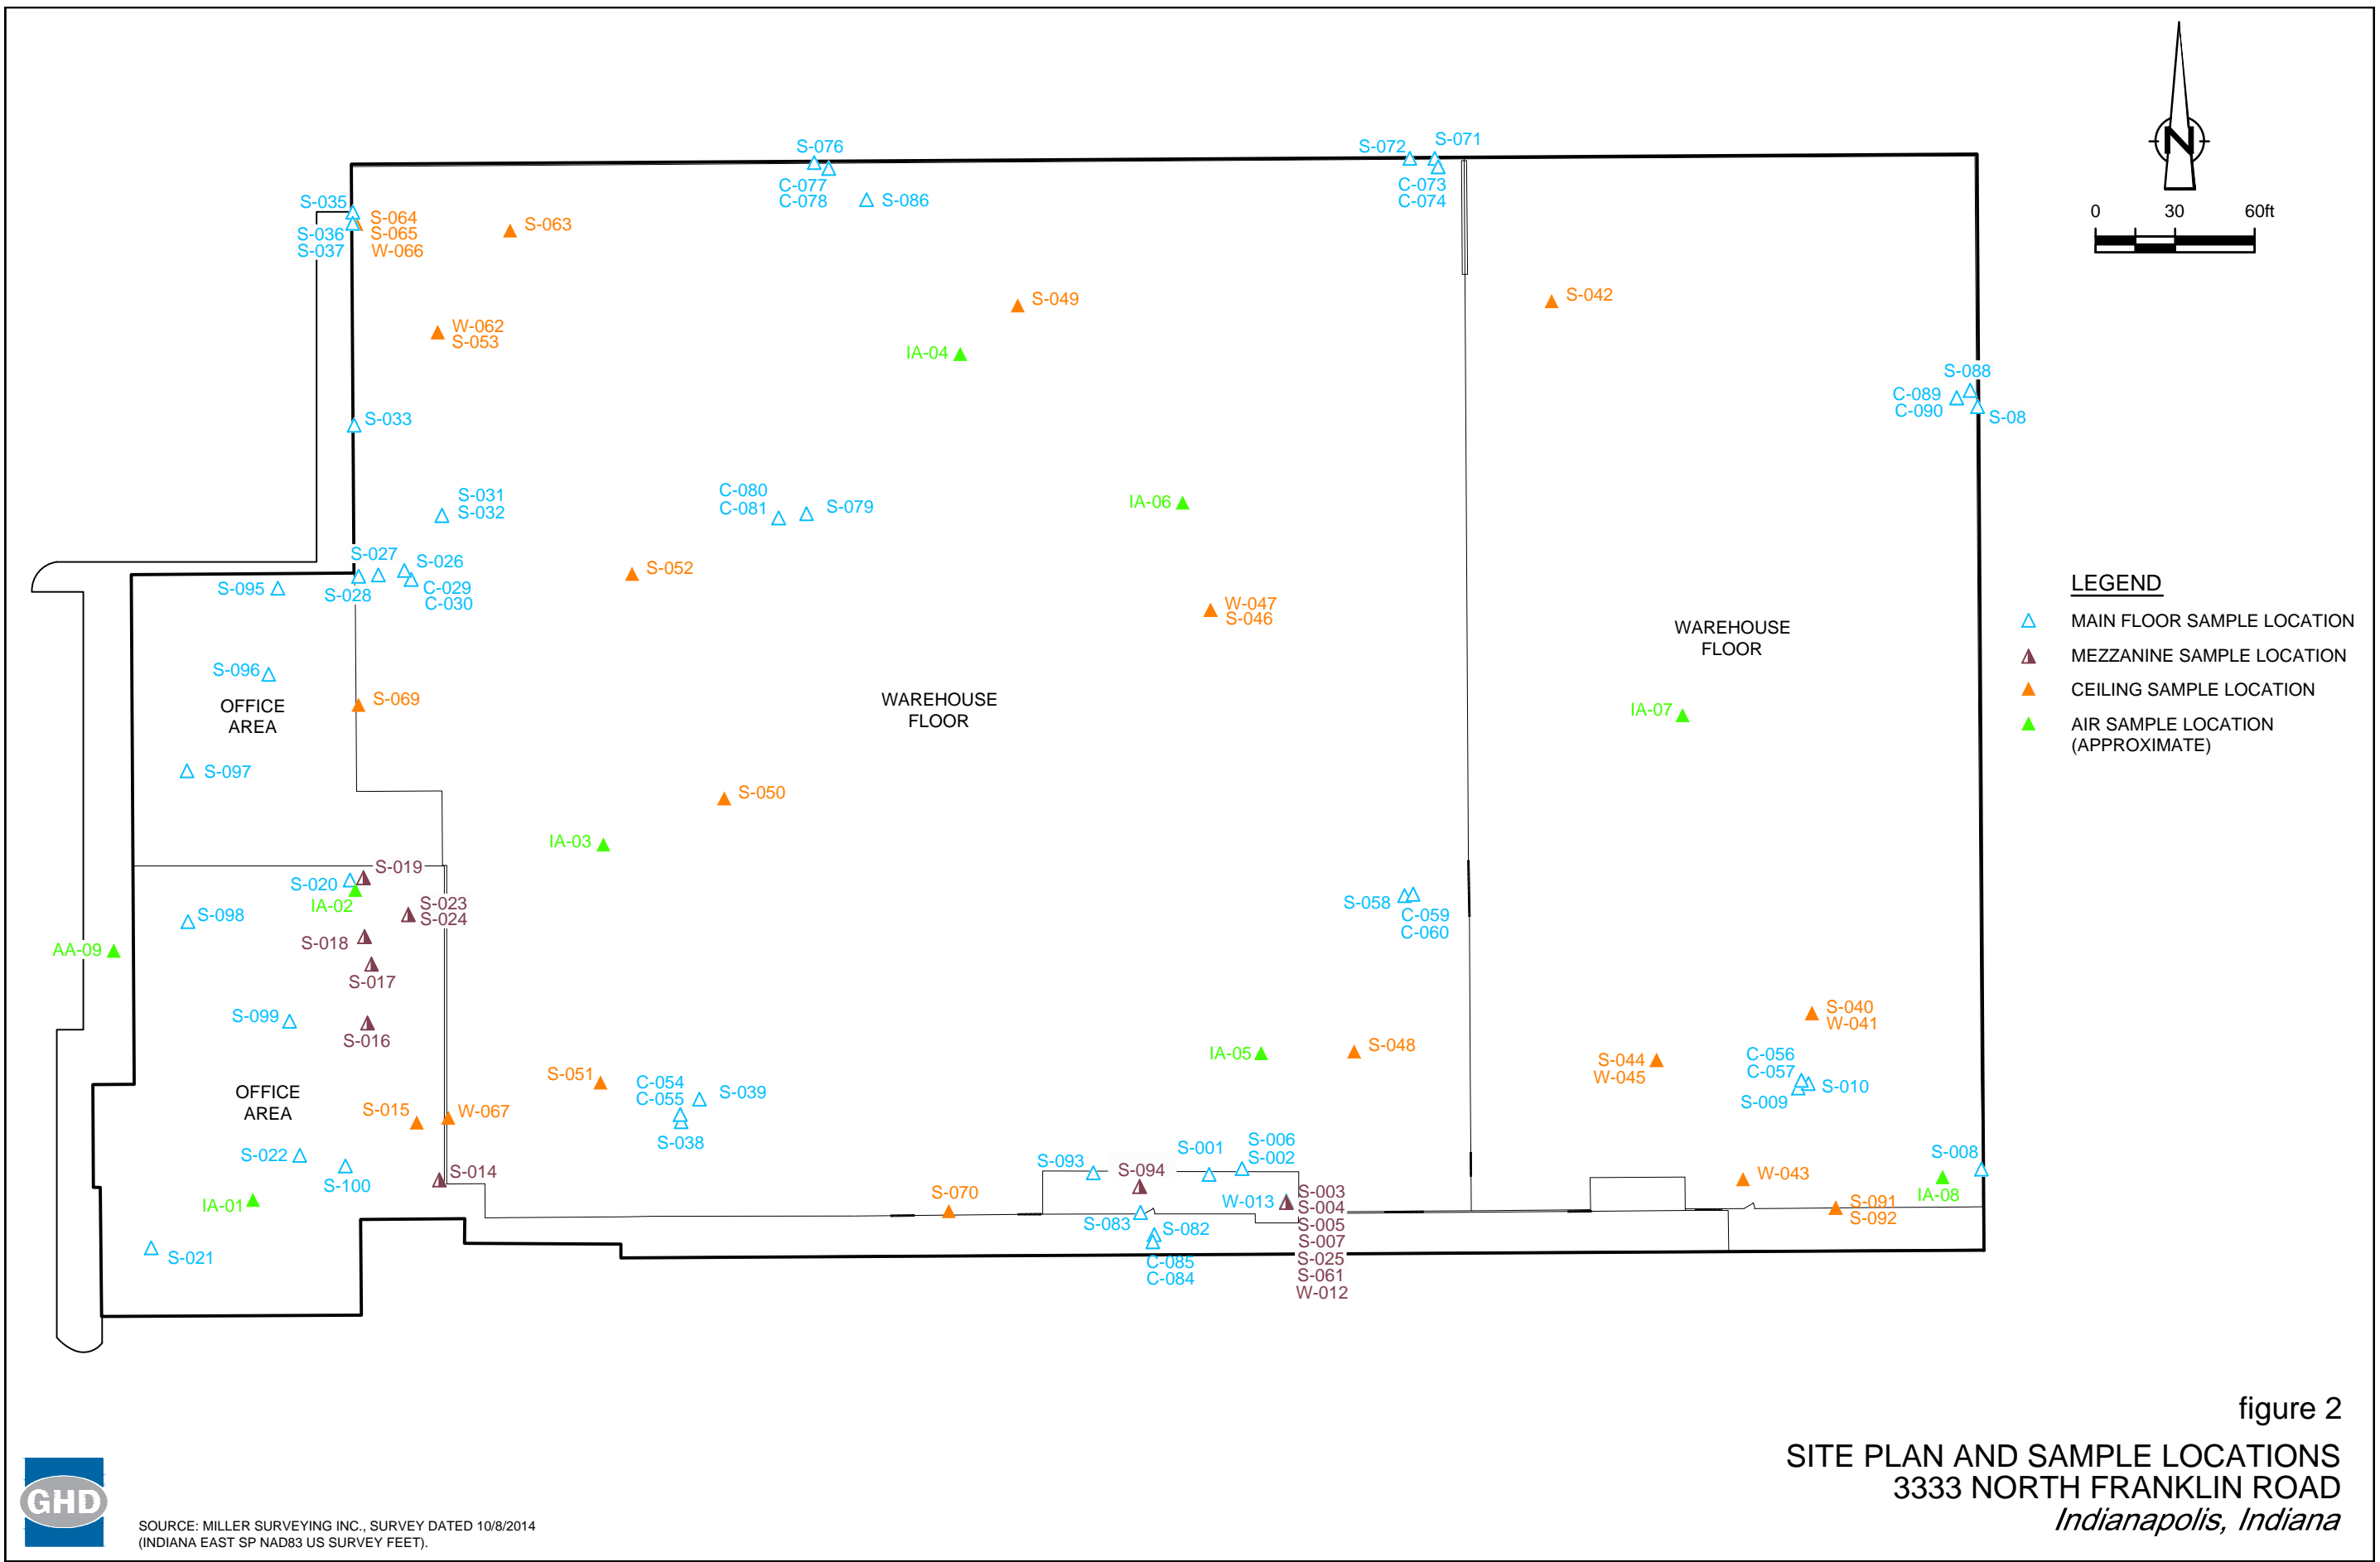 N
0 30 60ft
S-076
C-077
C-078
S-086
S-072
S-071
C-073
C-074
S-035
S-036
S-037
S-064
S-065
W-066
S-063
W-062
S-053
S-049
IA-04
S-042
S-088
C-089
C-090
S-08
S-033
S-031
S-032
C-080
C-081
S-079
IA-06
S-027
S-026
C-029
C-030
S-028
S-095
S-052
W-047
S-046
S-096
OFFICE
AREA
S-069
S-097
WAREHOUSE
FLOOR
WAREHOUSE
FLOOR
IA-07
LEGEND
MAIN FLOOR SAMPLE LOCATION
MEZZANINE SAMPLE LOCATION
CEILING SAMPLE LOCATION
AIR SAMPLE LOCATION
(APPROXIMATE)
S-050
IA-03
S-019
S-020
IA-02
S-023
S-024
S-098
S-018
S-017
AA-09
S-099
S-016
S-058
C-059
C-060
S-040
W-041
IA-05
S-048
S-044
W-045
C-056
C-057
S-010
S-009
OFFICE
AREA
S-051
C-054
C-055
S-039
S-038
S-015
W-067
S-022
S-100
S-014
IA-01
S-021
S-070
S-093
S-094
S-001
S-006
S-002
W-013
S-003
S-004
S-005
S-007
S-025
S-061
W-012
S-083
S-082
C-085
C-084
W-043
S-091
S-092
S-008
IA-08
figure 2
SITE PLAN AND SAMPLE LOCATIONS
3333 NORTH FRANKLIN ROAD
Indianapolis, Indiana
GHD
SOURCE: MILLER SURVEYING INC., SURVEY DATED 10/8/2014
(INDIANA EAST SP NAD83 US SURVEY FEET).